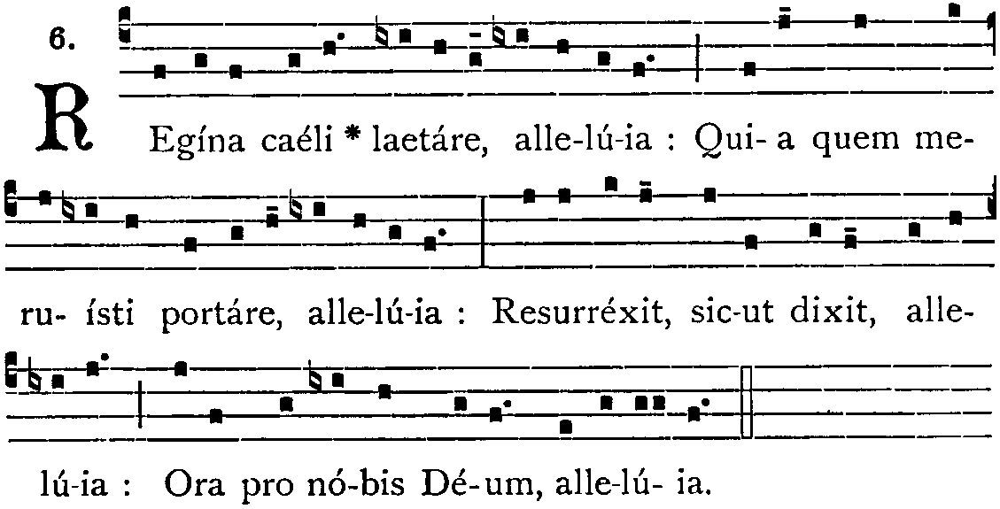 6.
REgína caéli * laetáre, alle-lú-ia : Qui- a quem me-
ru- ísti portáre, alle-lú-ia : Resurréxit, sic-ut dixit, alle-
lú-ia : Ora pro nó-bis Dé-um, alle-lú- ia.